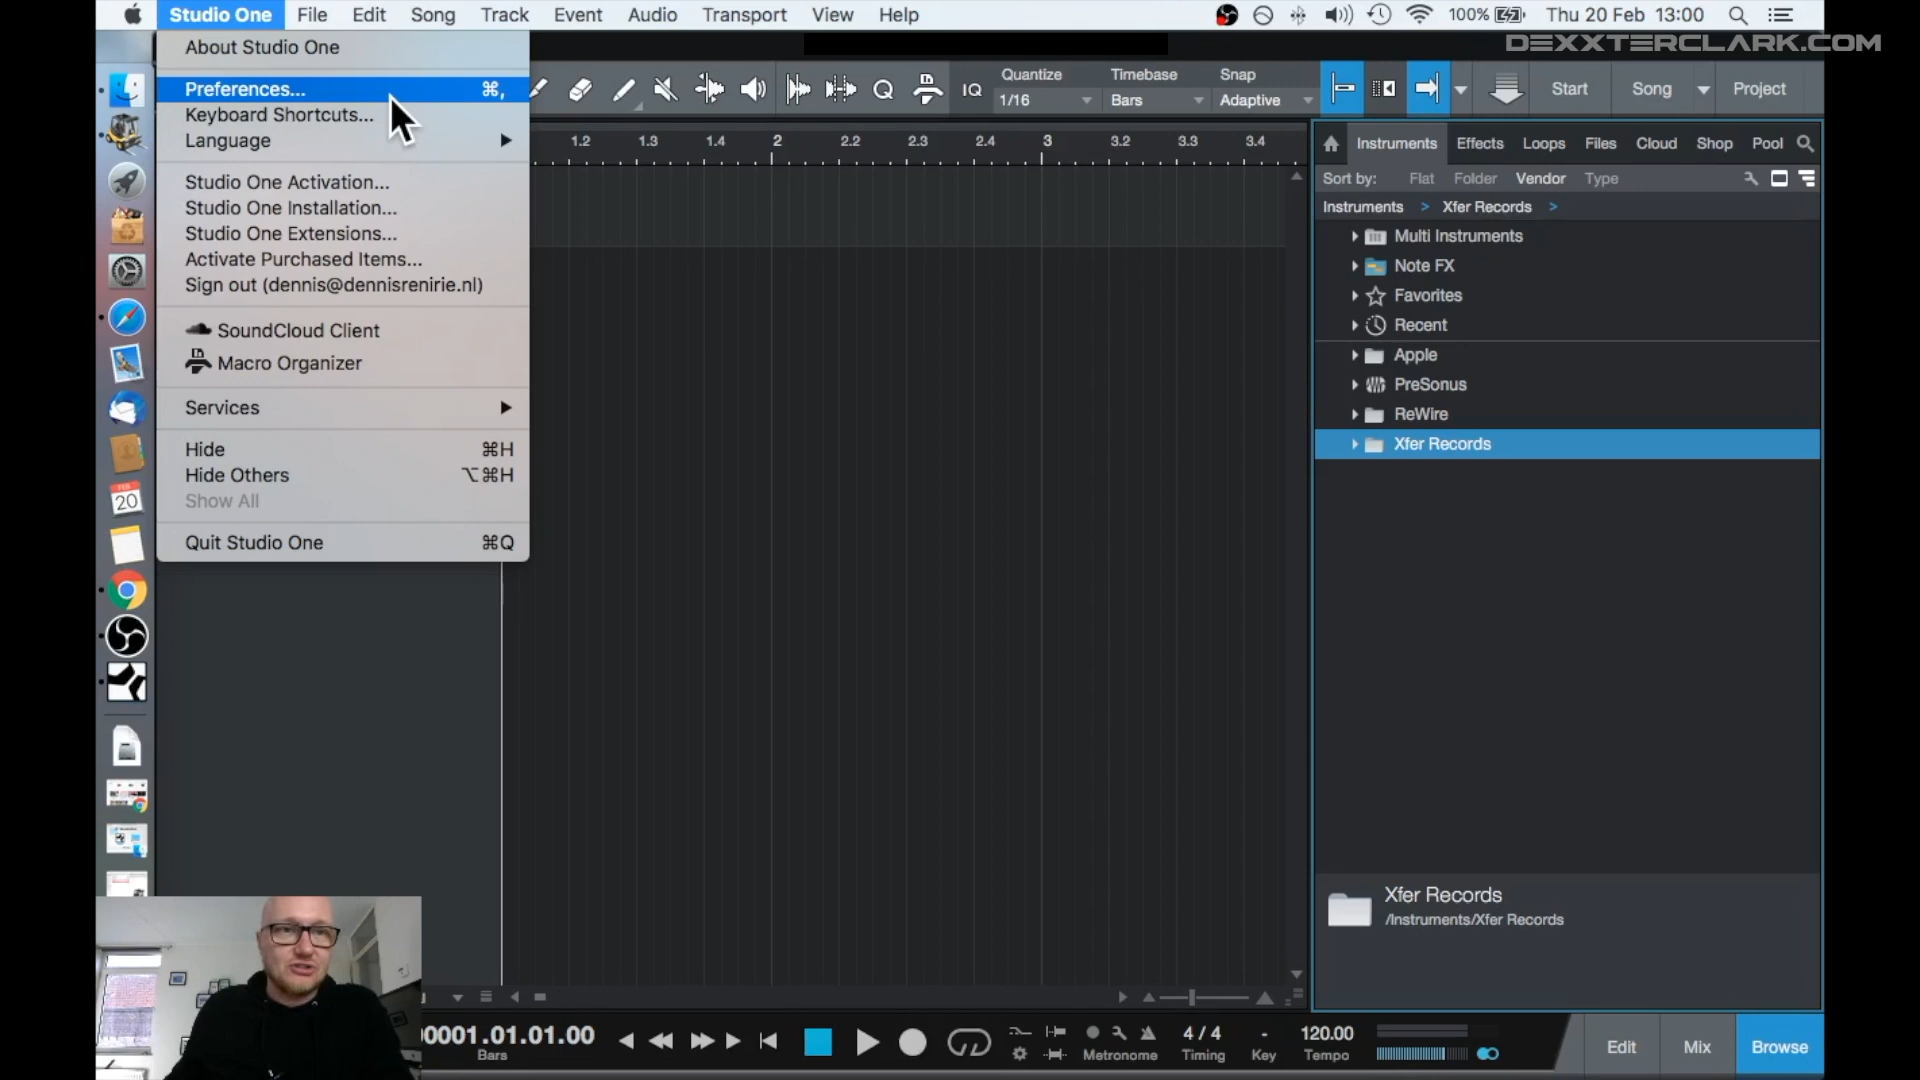 Studio One File Edit Song Track Event Audio Transport View Help 100% Thu 20 Feb 13:00
DEXXTERCLARK.COM
About Studio One
Preferences... ⌘,
Keyboard Shortcuts...
Language
Studio One Activation...
Studio One Installation...
Studio One Extensions...
Activate Purchased Items...
Sign out (dennis@dennisrenirie.nl)
SoundCloud Client
Macro Organizer
Services
Hide ⌘H
Hide Others ⌥⌘H
Show All
Quit Studio One ⌘Q
IQ
Quantize Timebase Snap
1/16 Bars Adaptive
Start Song Project
1.2 1.3 1.4 2 2.2 2.3 2.4 3 3.2 3.3 3.4
Instruments Effects Loops Files Cloud Shop Pool
Sort by: Flat Folder Vendor Type
Instruments > Xfer Records >
Multi Instruments
Note FX
Favorites
Recent
Apple
PreSonus
ReWire
Xfer Records
FEB
20
Xfer Records
/Instruments/Xfer Records
00001.01.01.00
Bars
Metronome
4 / 4
Timing
-
Key
120.00
Tempo
Edit Mix Browse